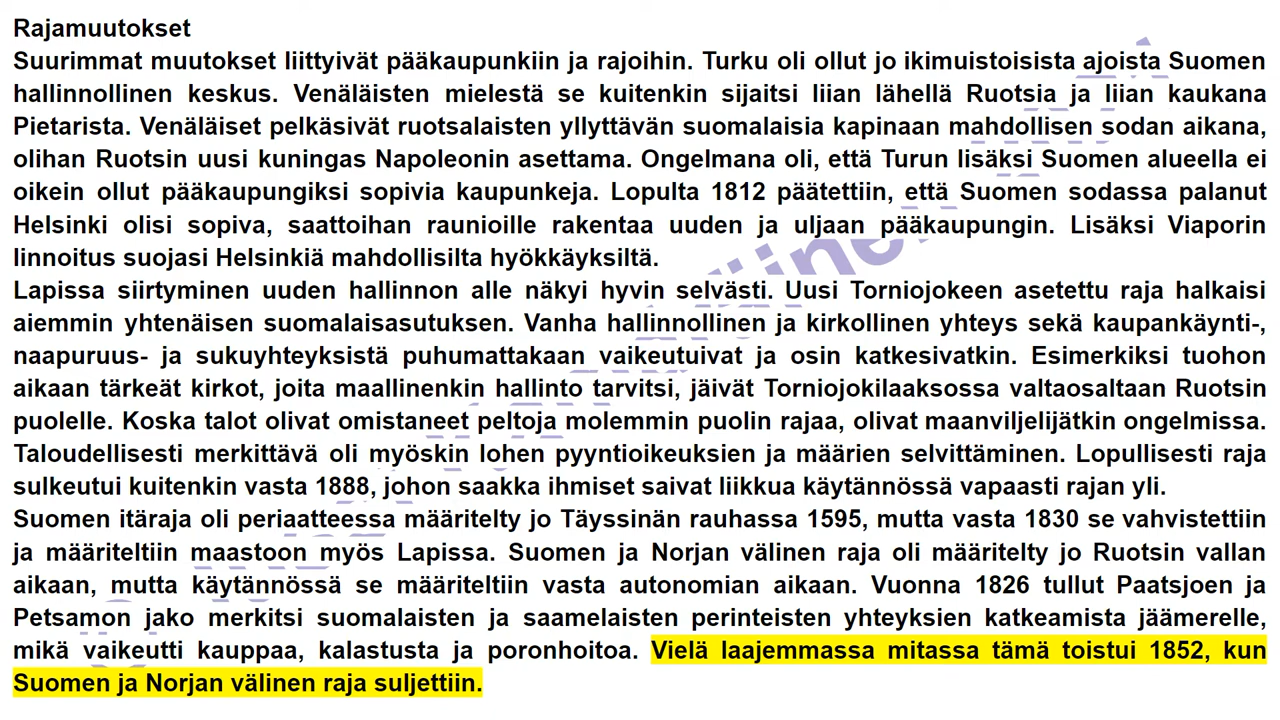 Rajamuutokset
Suurimmat muutokset liittyivät pääkaupunkiin ja rajoihin. Turku oli ollut jo ikimuistoisista ajoista Suomen
hallinnollinen keskus. Venäläisten mielestä se kuitenkin sijaitsi liian lähellä Ruotsia ja liian kaukana
Pietarista. Venäläiset pelkäsivät ruotsalaisten yllyttävän suomalaisia kapinaan mahdollisen sodan aikana,
olihan Ruotsin uusi kuningas Napoleonin asettama. Ongelmana oli, että Turun lisäksi Suomen alueella ei
oikein ollut pääkaupungiksi sopivia kaupunkeja. Lopulta 1812 päätettiin, että Suomen sodassa palanut
Helsinki olisi sopiva, saattoihan raunioille rakentaa uuden ja uljaan pääkaupungin. Lisäksi Viaporin
linnoitus suojasi Helsinkiä mahdollisilta hyökkäyksiltä.
Lapissa siirtyminen uuden hallinnon alle näkyi hyvin selvästi. Uusi Torniojokeen asetettu raja halkaisi
aiemmin yhtenäisen suomalaisasutuksen. Vanha hallinnollinen ja kirkollinen yhteys sekä kaupankäynti-,
naapuruus- ja sukuyhteyksistä puhumattakaan vaikeutuivat ja osin katkesivatkin. Esimerkiksi tuohon
aikaan tärkeät kirkot, joita maallinenkin hallinto tarvitsi, jäivät Torniojokilaaksossa valtaosaltaan Ruotsin
puolelle. Koska talot olivat omistaneet peltoja molemmin puolin rajaa, olivat maanviljelijätkin ongelmissa.
Taloudellisesti merkittävä oli myöskin lohen pyyntioikeuksien ja määrien selvittäminen. Lopullisesti raja
sulkeutui kuitenkin vasta 1888, johon saakka ihmiset saivat liikkua käytännössä vapaasti rajan yli.
Suomen itäraja oli periaatteessa määritelty jo Täyssinän rauhassa 1595, mutta vasta 1830 se vahvistettiin
ja määriteltiin maastoon myös Lapissa. Suomen ja Norjan välinen raja oli määritelty jo Ruotsin vallan
aikaan, mutta käytännössä se määriteltiin vasta autonomian aikaan. Vuonna 1826 tullut Paatsjoen ja
Petsamon jako merkitsi suomalaisten ja saamelaisten perinteisten yhteyksien katkeamista jäämerelle,
mikä vaikeutti kauppaa, kalastusta ja poronhoitoa. Vielä laajemmassa mitassa tämä toistui 1852, kun
Suomen ja Norjan välinen raja suljettiin.